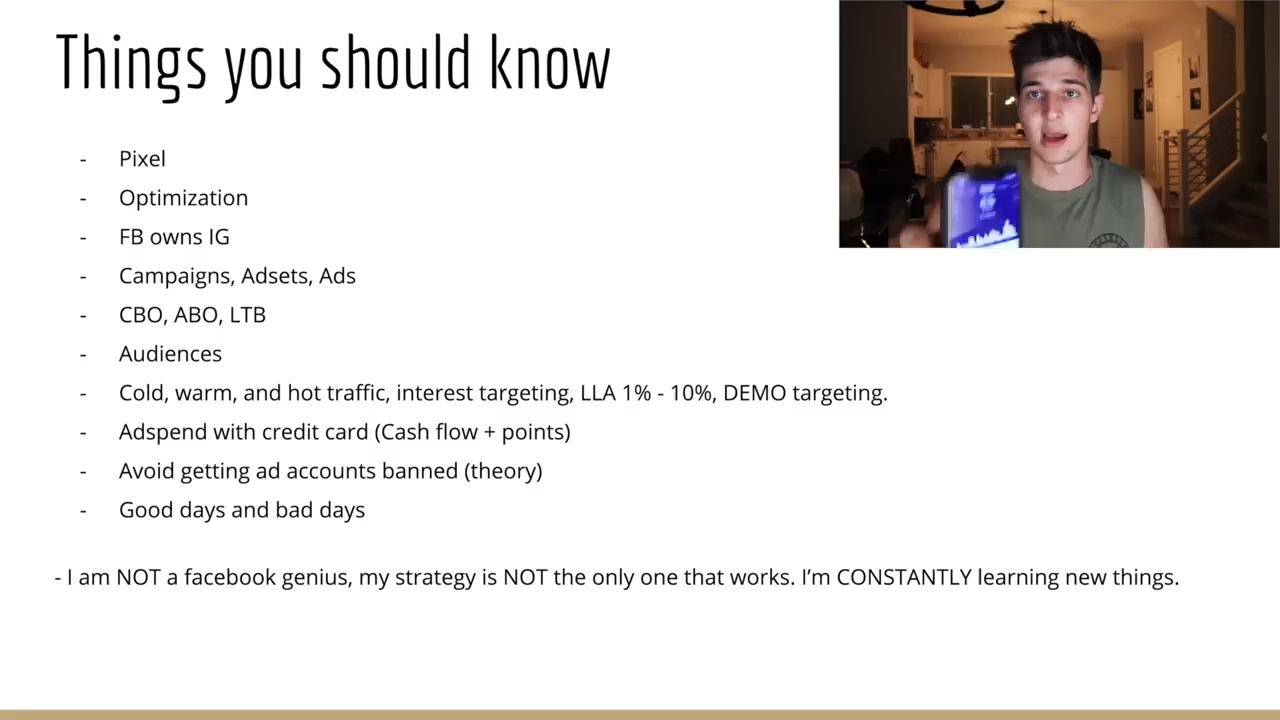 Things you should know
- Pixel
- Optimization
- FB owns IG
- Campaigns, Adsets, Ads
- CBO, ABO, LTB
- Audiences
- Cold, warm, and hot traffic, interest targeting, LLA 1% - 10%, DEMO targeting.
- Adspend with credit card (Cash flow + points)
- Avoid getting ad accounts banned (theory)
- Good days and bad days
- I am NOT a facebook genius, my strategy is NOT the only one that works. I’m CONSTANTLY learning new things.